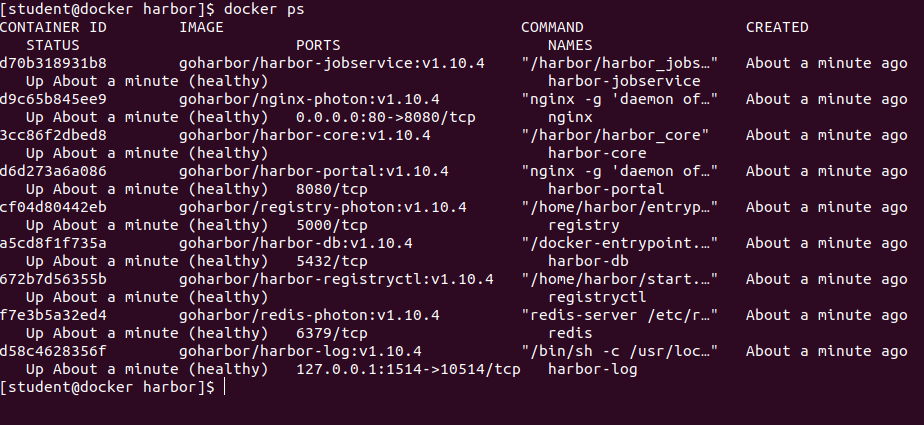 [student@docker harbor]$ docker ps
CONTAINER ID        IMAGE                                  COMMAND                  CREATED
   STATUS                        PORTS                       NAMES
d70b318931b8        goharbor/harbor-jobservice:v1.10.4     "/harbor/harbor_jobs…"   About a minute ago
   Up About a minute (healthy)                               harbor-jobservice
d9c65b845ee9        goharbor/nginx-photon:v1.10.4          "nginx -g 'daemon of…"   About a minute ago
   Up About a minute (healthy)   0.0.0.0:80->8080/tcp        nginx
3cc86f2dbed8        goharbor/harbor-core:v1.10.4           "/harbor/harbor_core"    About a minute ago
   Up About a minute (healthy)                               harbor-core
d6d273a6a086        goharbor/harbor-portal:v1.10.4         "nginx -g 'daemon of…"   About a minute ago
   Up About a minute (healthy)   8080/tcp                    harbor-portal
cf04d80442eb        goharbor/registry-photon:v1.10.4       "/home/harbor/entryp…"   About a minute ago
   Up About a minute (healthy)   5000/tcp                    registry
a5cd8f1f735a        goharbor/harbor-db:v1.10.4             "/docker-entrypoint.…"   About a minute ago
   Up About a minute (healthy)   5432/tcp                    harbor-db
672b7d56355b        goharbor/harbor-registryctl:v1.10.4    "/home/harbor/start.…"   About a minute ago
   Up About a minute (healthy)                               registryctl
f7e3b5a32ed4        goharbor/redis-photon:v1.10.4          "redis-server /etc/r…"   About a minute ago
   Up About a minute (healthy)   6379/tcp                    redis
d58c4628356f        goharbor/harbor-log:v1.10.4            "/bin/sh -c /usr/loc…"   About a minute ago
   Up About a minute (healthy)   127.0.0.1:1514->10514/tcp   harbor-log
[student@docker harbor]$